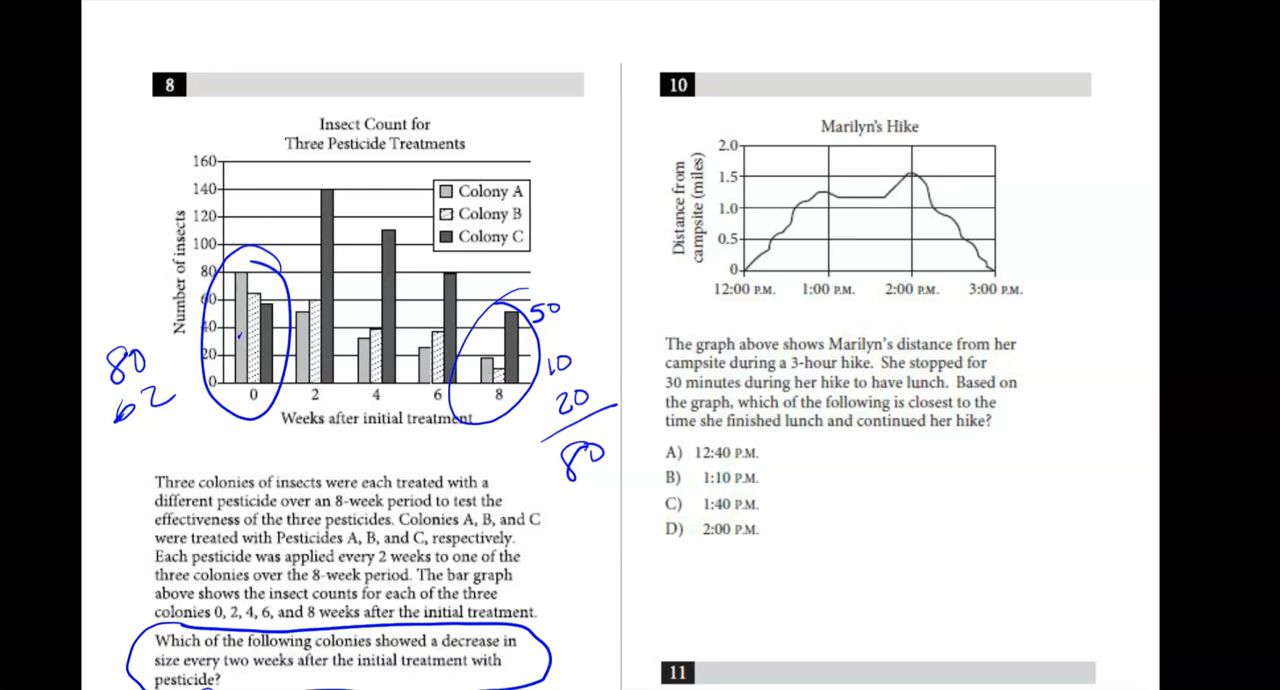 8
Insect Count for
Three Pesticide Treatments
Number of insects
160
140
120
100
80
60
40
20
0
Colony A
Colony B
Colony C
0 2 4 6 8
Weeks after initial treatment
80
62
50
10
20
80
Three colonies of insects were each treated with a
different pesticide over an 8-week period to test the
effectiveness of the three pesticides. Colonies A, B, and C
were treated with Pesticides A, B, and C, respectively.
Each pesticide was applied every 2 weeks to one of the
three colonies over the 8-week period. The bar graph
above shows the insect counts for each of the three
colonies 0, 2, 4, 6, and 8 weeks after the initial treatment.
Which of the following colonies showed a decrease in
size every two weeks after the initial treatment with
pesticide?
10
Marilyn's Hike
Distance from
campsite (miles)
2.0
1.5
1.0
0.5
0
12:00 P.M. 1:00 P.M. 2:00 P.M. 3:00 P.M.
The graph above shows Marilyn's distance from her
campsite during a 3-hour hike. She stopped for
30 minutes during her hike to have lunch. Based on
the graph, which of the following is closest to the
time she finished lunch and continued her hike?
A) 12:40 P.M.
B) 1:10 P.M.
C) 1:40 P.M.
D) 2:00 P.M.
11